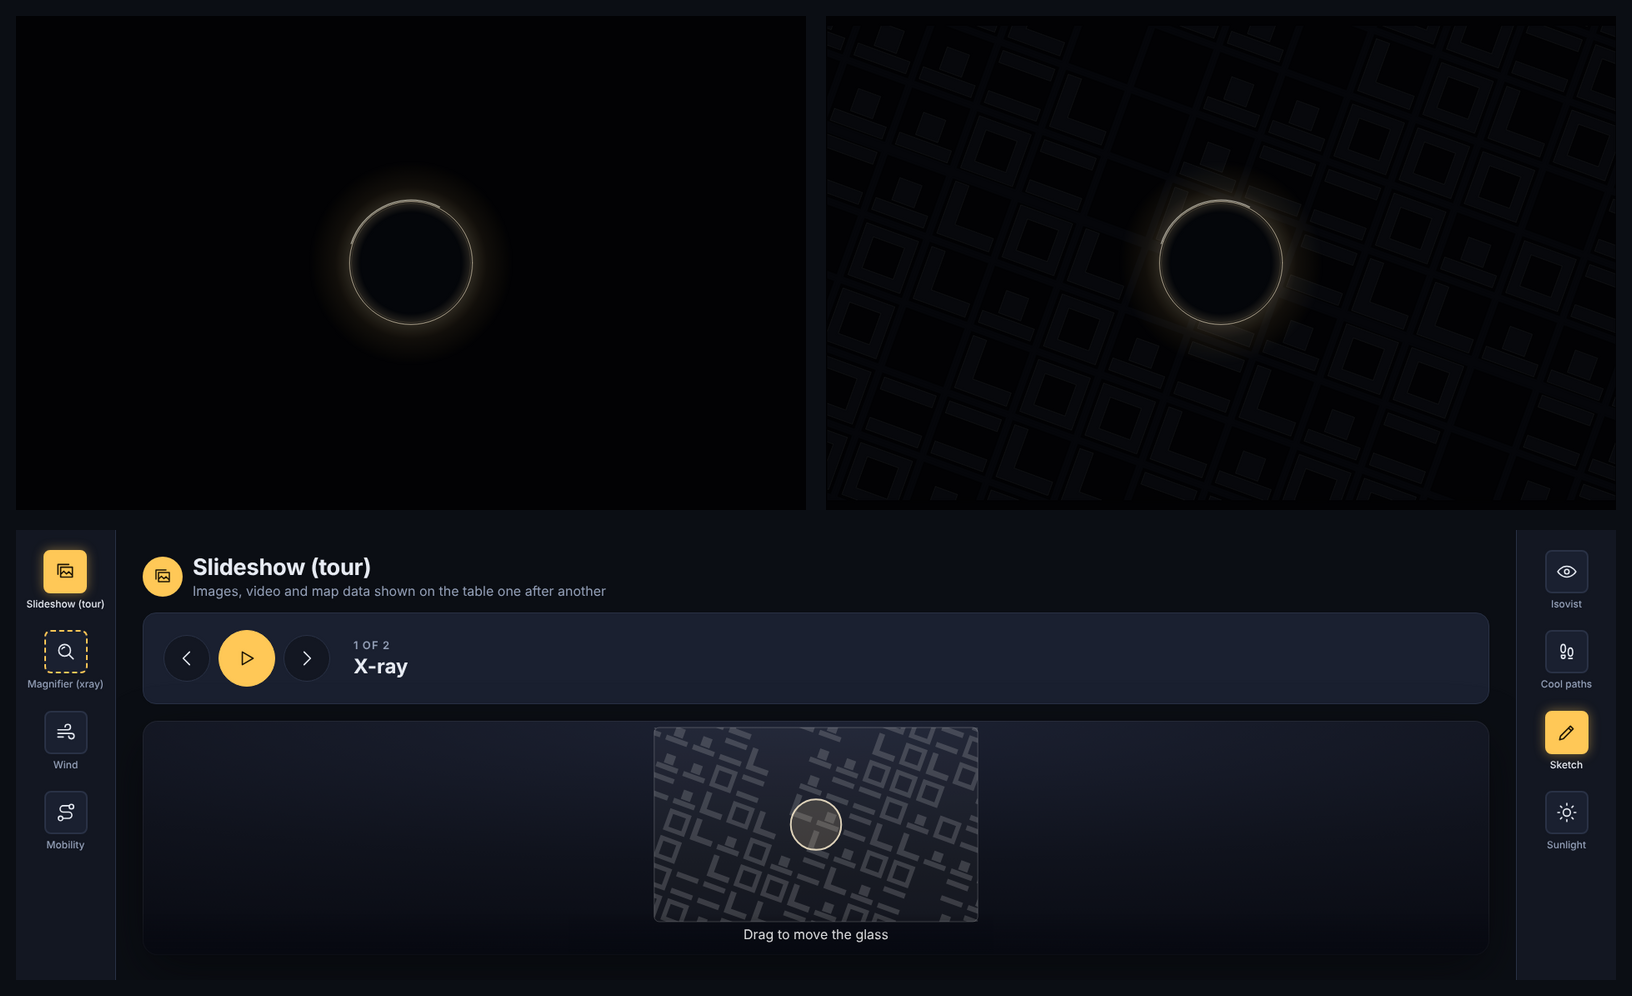 Slideshow (tour)
Magnifier (xray)
Wind
Mobility
Slideshow (tour)
Images, video and map data shown on the table one after another
1 OF 2
X-ray
Drag to move the glass
Isovist
Cool paths
Sketch
Sunlight